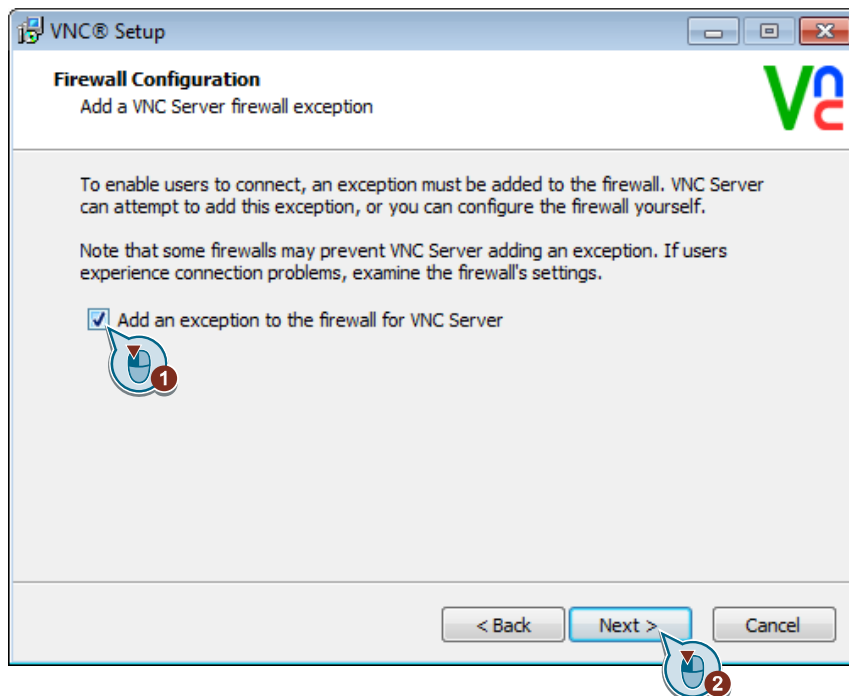 VNC® Setup
Firewall Configuration
Add a VNC Server firewall exception
Vnc
To enable users to connect, an exception must be added to the firewall. VNC Server
can attempt to add this exception, or you can configure the firewall yourself.
Note that some firewalls may prevent VNC Server adding an exception. If users
experience connection problems, examine the firewall's settings.
Add an exception to the firewall for VNC Server
1
< Back
Next >
Cancel
2